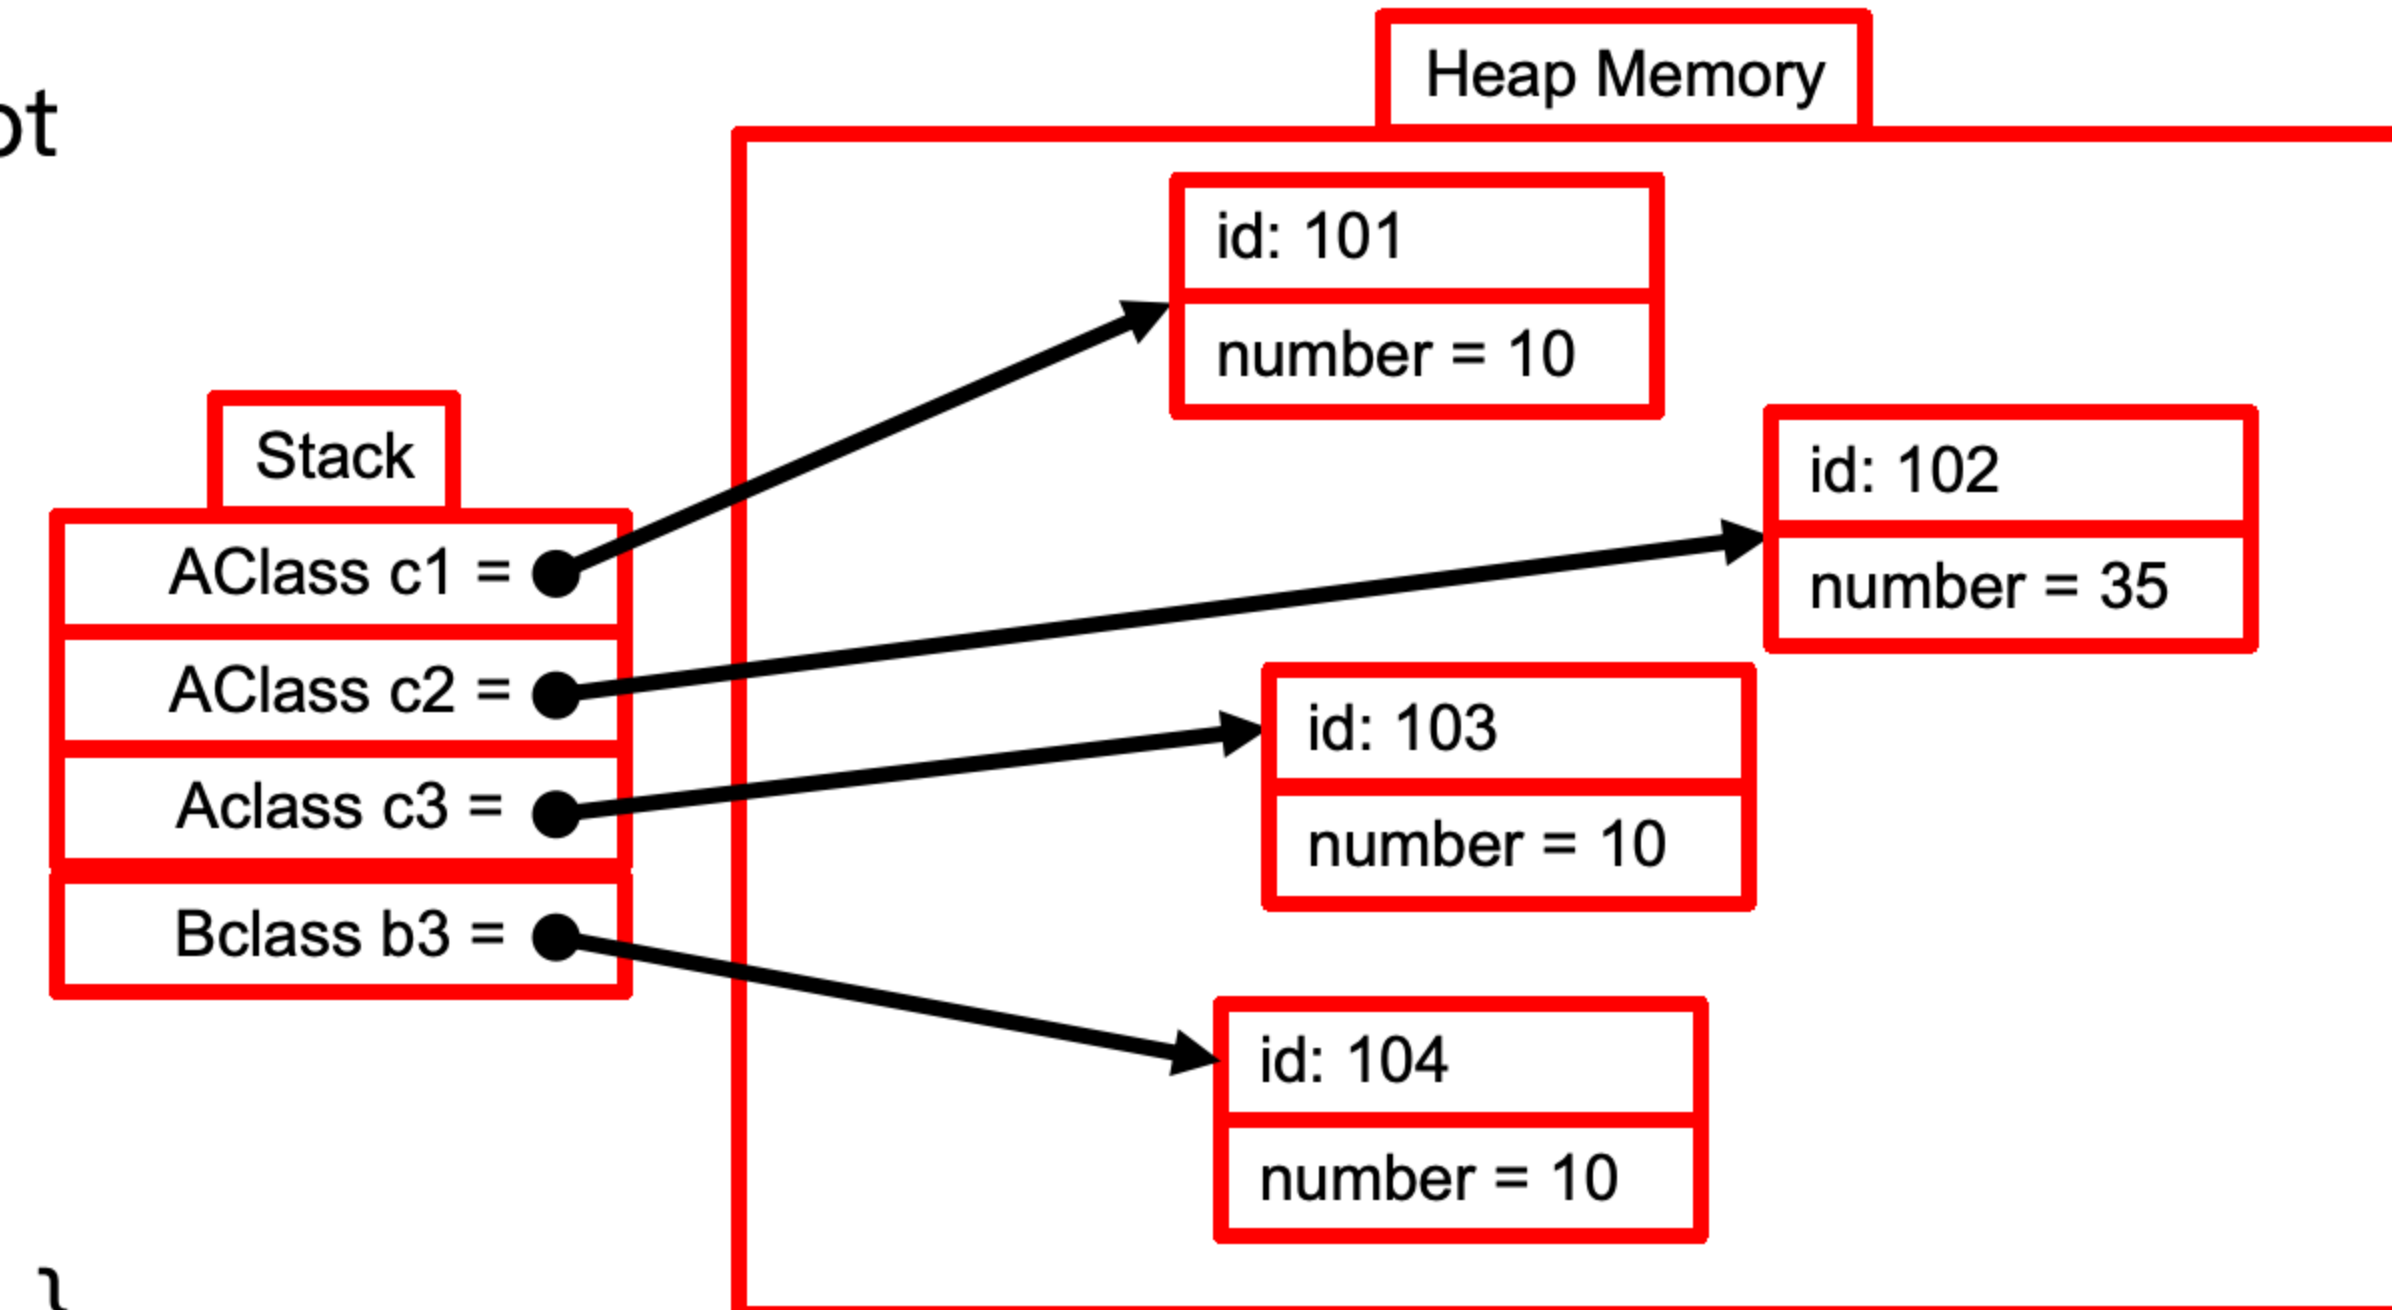 Heap Memory
id: 101
number = 10
id: 102
number = 35
Stack
AClass c1 =
AClass c2 =
Aclass c3 =
Bclass b3 =
id: 103
number = 10
id: 104
number = 10
}